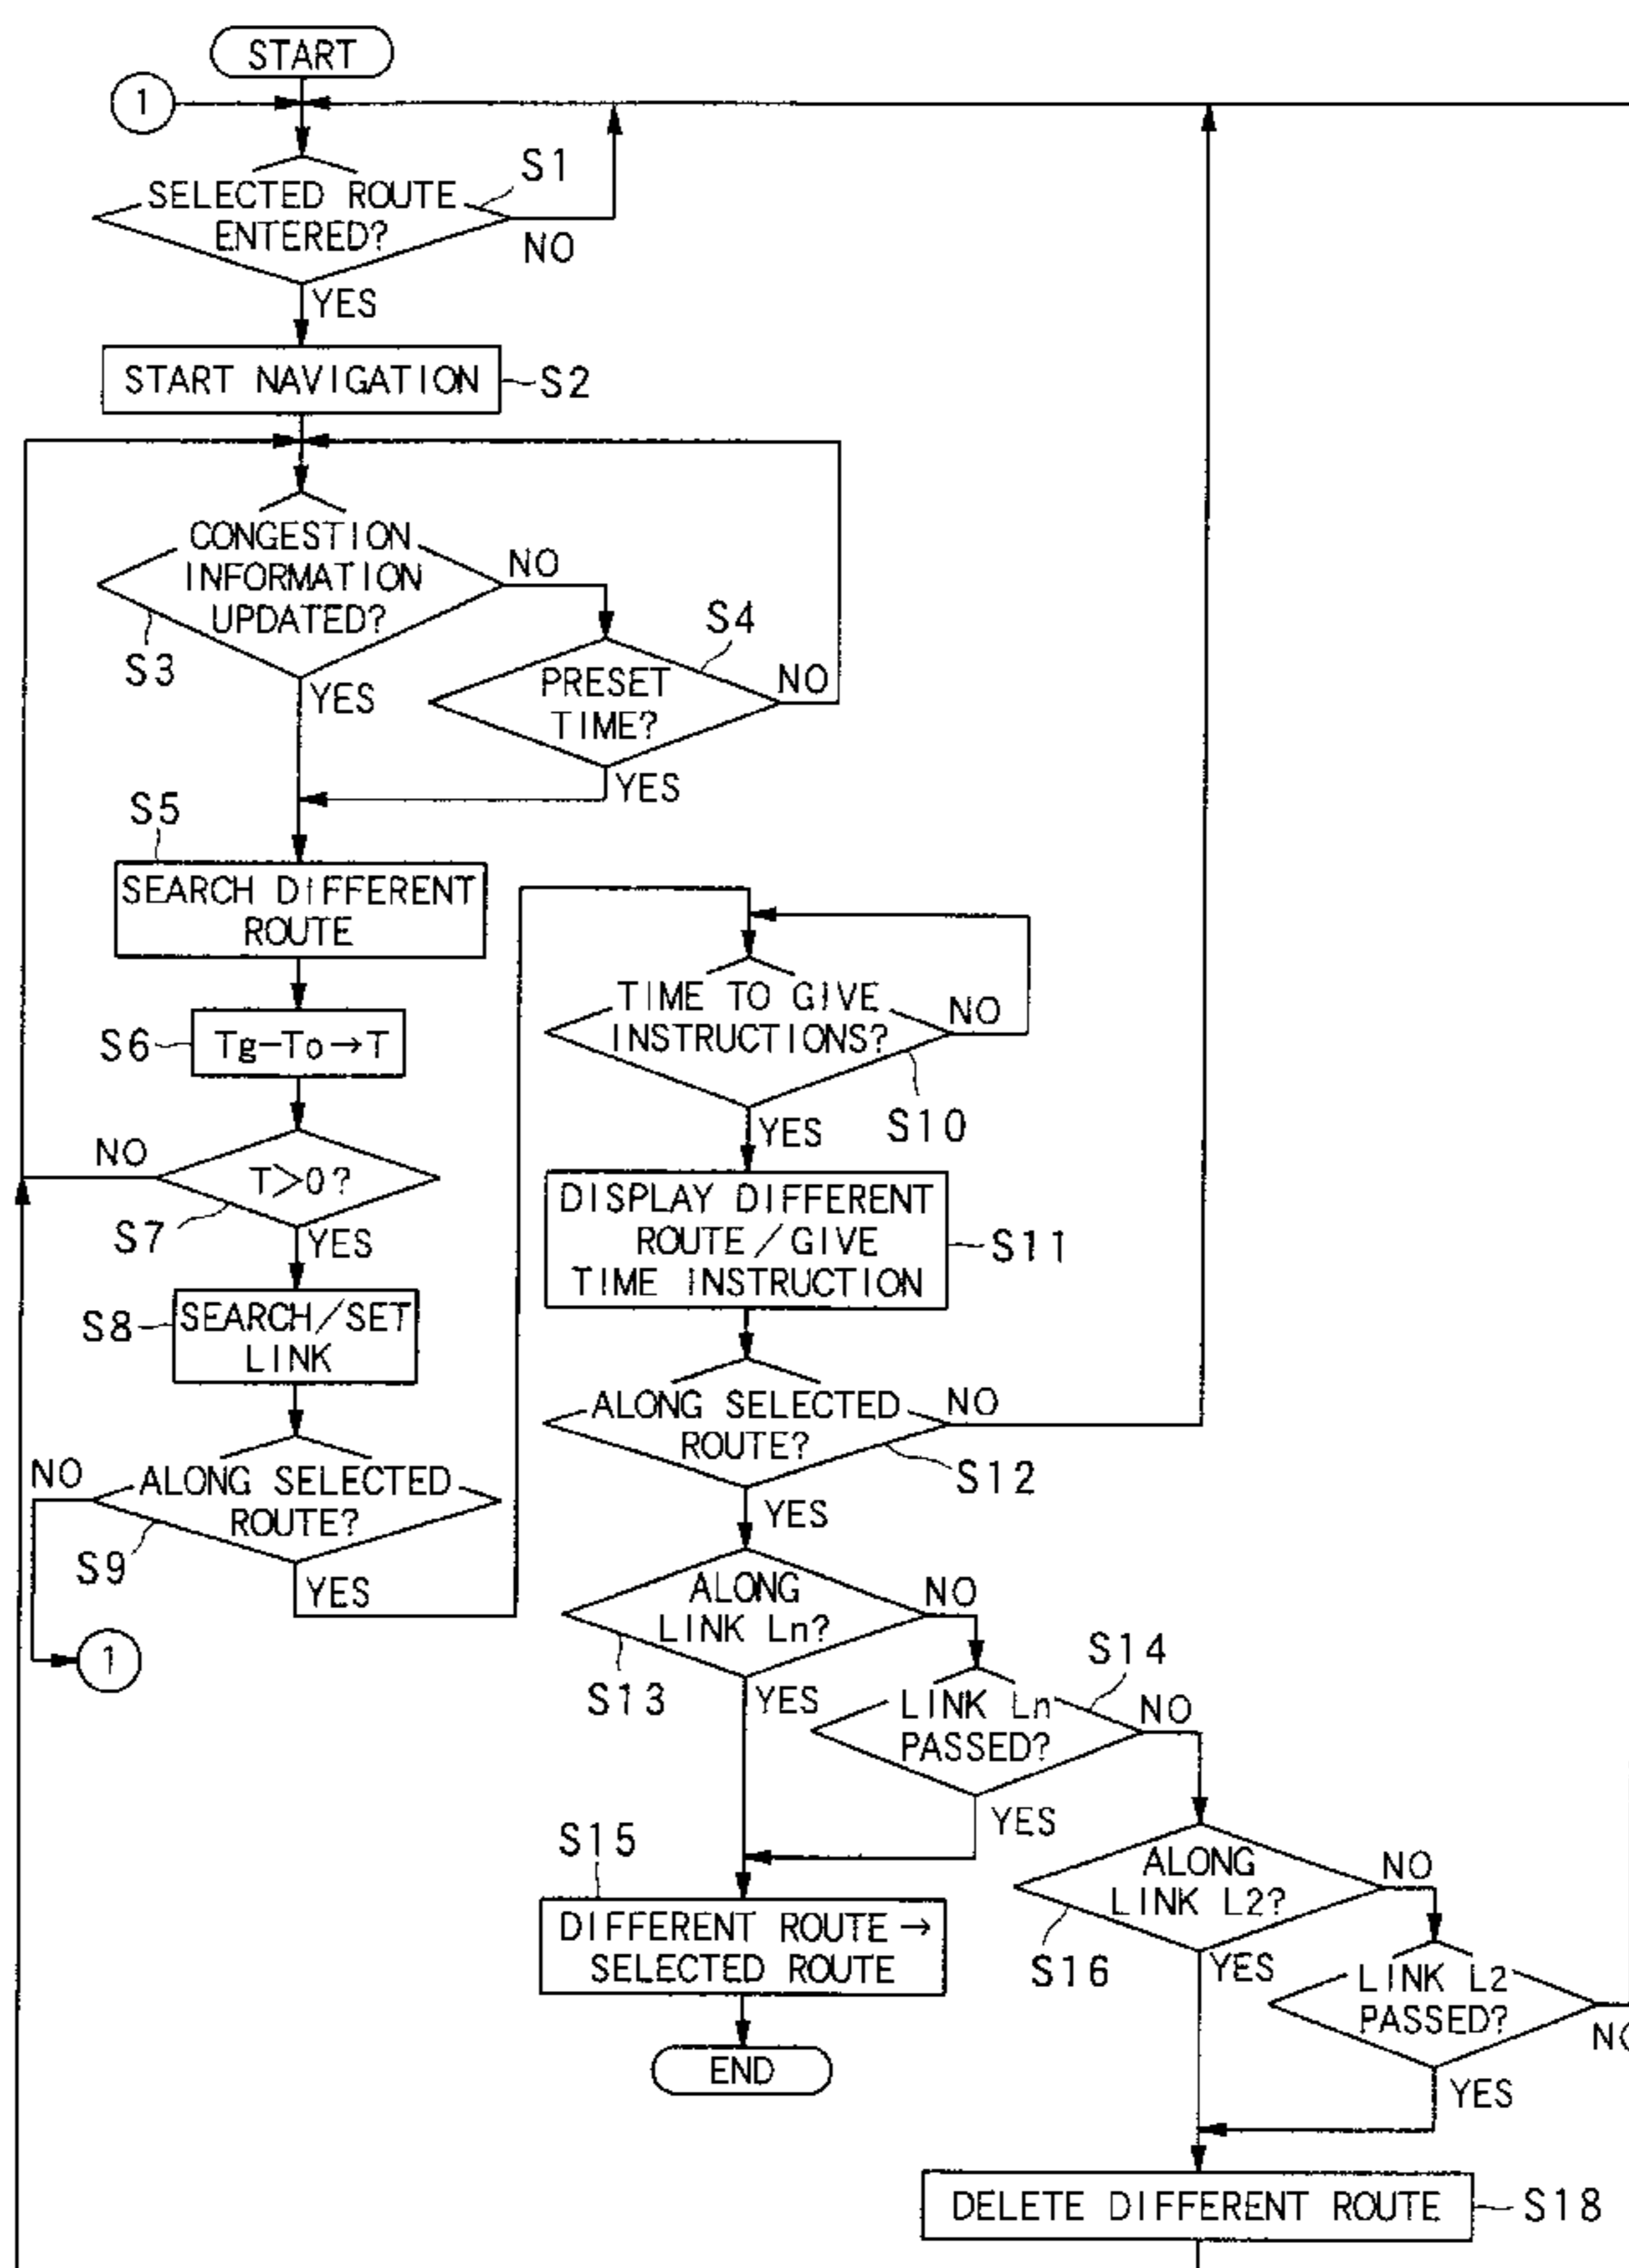 START
1
S1
SELECTED ROUTE
ENTERED?
NO
YES
START NAVIGATION
S2
CONGESTION
INFORMATION
UPDATED?
NO
S3
YES
S4
PRESET
TIME?
NO
YES
S5
SEARCH DIFFERENT
ROUTE
S6
Tg-To→T
NO
T>0?
S7
YES
S8
SEARCH/SET
LINK
NO
ALONG SELECTED
ROUTE?
S9
YES
1
TIME TO GIVE
INSTRUCTIONS?
NO
S10
YES
DISPLAY DIFFERENT
ROUTE/GIVE
TIME INSTRUCTION
S11
ALONG SELECTED
ROUTE?
NO
S12
YES
ALONG
LINK Ln?
NO
S13
YES
S14
LINK Ln
PASSED?
NO
YES
S15
DIFFERENT ROUTE→
SELECTED ROUTE
END
ALONG
LINK L2?
NO
S16
YES
LINK L2
PASSED?
YES
DELETE DIFFERENT ROUTE
S18